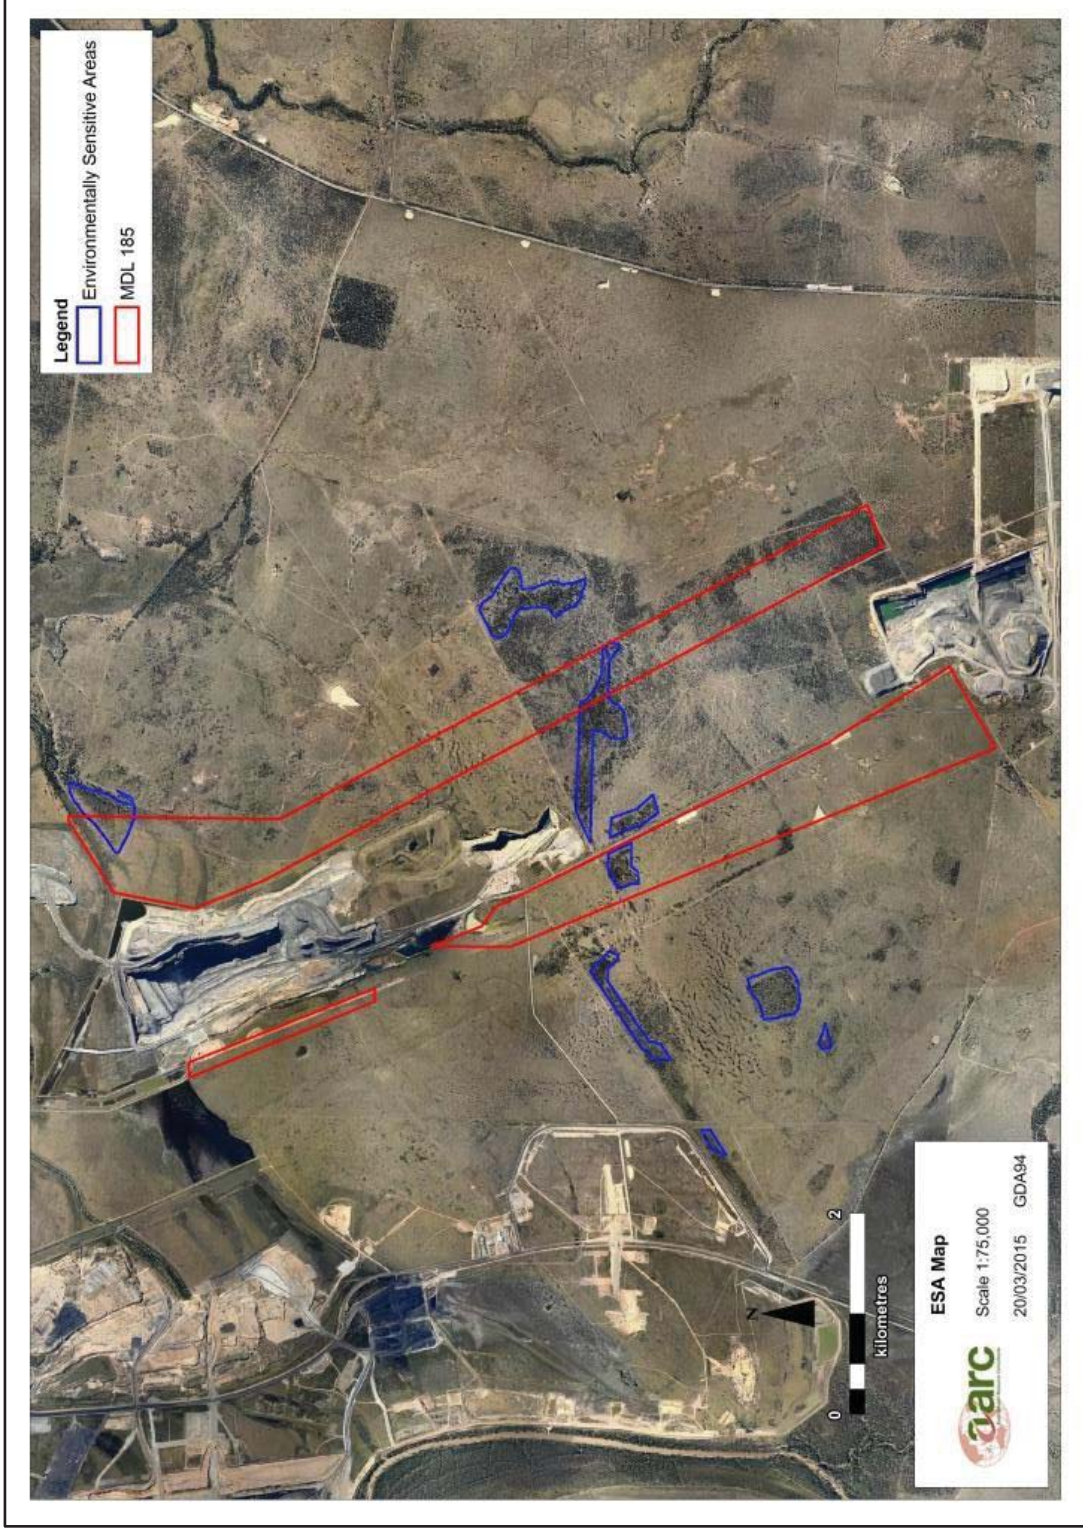 Legend
Environmentally Sensitive Areas
MDL 185
N
0 2
kilometres
ESA Map
Scale 1:75,000
20/03/2015 GDA94
aarc